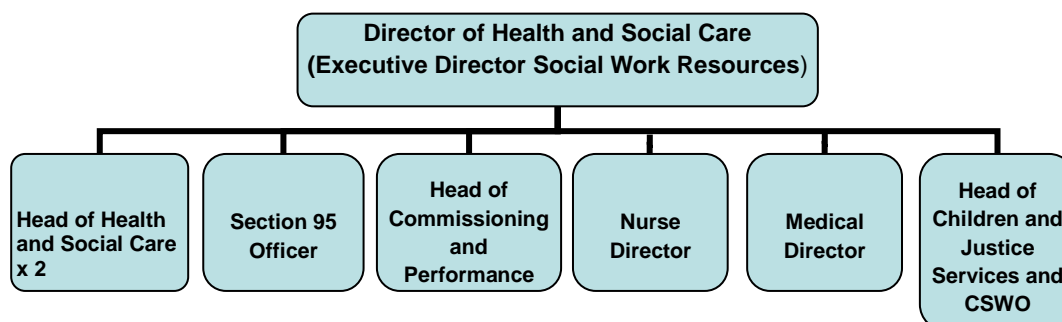 Director of Health and Social Care
(Executive Director Social Work Resources)
Head of Health
and Social Care
x 2
Section 95
Officer
Head of
Commissioning
and
Performance
Nurse
Director
Medical
Director
Head of
Children and
Justice
Services and
CSWO